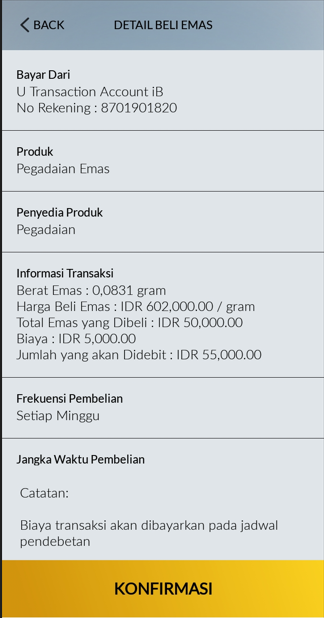 BACK
DETAIL BELI EMAS
Bayar Dari
U Transaction Account iB
No Rekening : 8701901820
Produk
Pegadaian Emas
Penyedia Produk
Pegadaian
Informasi Transaksi
Berat Emas : 0,0831 gram
Harga Beli Emas : IDR 602,000.00 / gram
Total Emas yang Dibeli : IDR 50,000.00
Biaya : IDR 5,000.00
Jumlah yang akan Didebit : IDR 55,000.00
Frekuensi Pembelian
Setiap Minggu
Jangka Waktu Pembelian
Catatan:
Biaya transaksi akan dibayarkan pada jadwal
pendebetan
KONFIRMASI